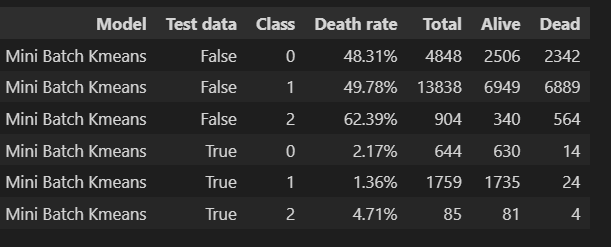 Model Test data Class Death rate Total Alive Dead
Mini Batch Kmeans False 0 48.31% 4848 2506 2342
Mini Batch Kmeans False 1 49.78% 13838 6949 6889
Mini Batch Kmeans False 2 62.39% 904 340 564
Mini Batch Kmeans True 0 2.17% 644 630 14
Mini Batch Kmeans True 1 1.36% 1759 1735 24
Mini Batch Kmeans True 2 4.71% 85 81 4